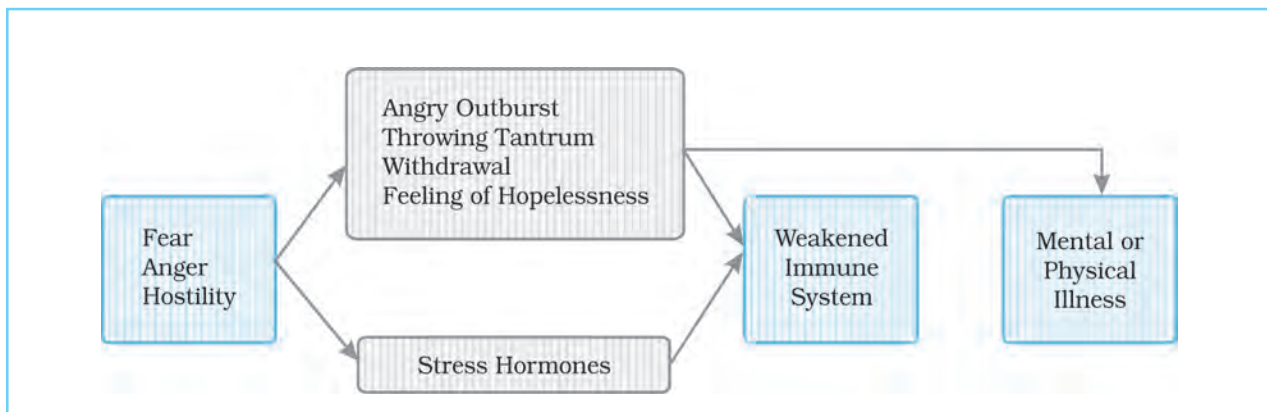 Angry Outburst
Throwing Tantrum
Withdrawal
Feeling of Hopelessness
Fear
Anger
Hostility
Weakened
Immune
System
Mental or
Physical
Illness
Stress Hormones